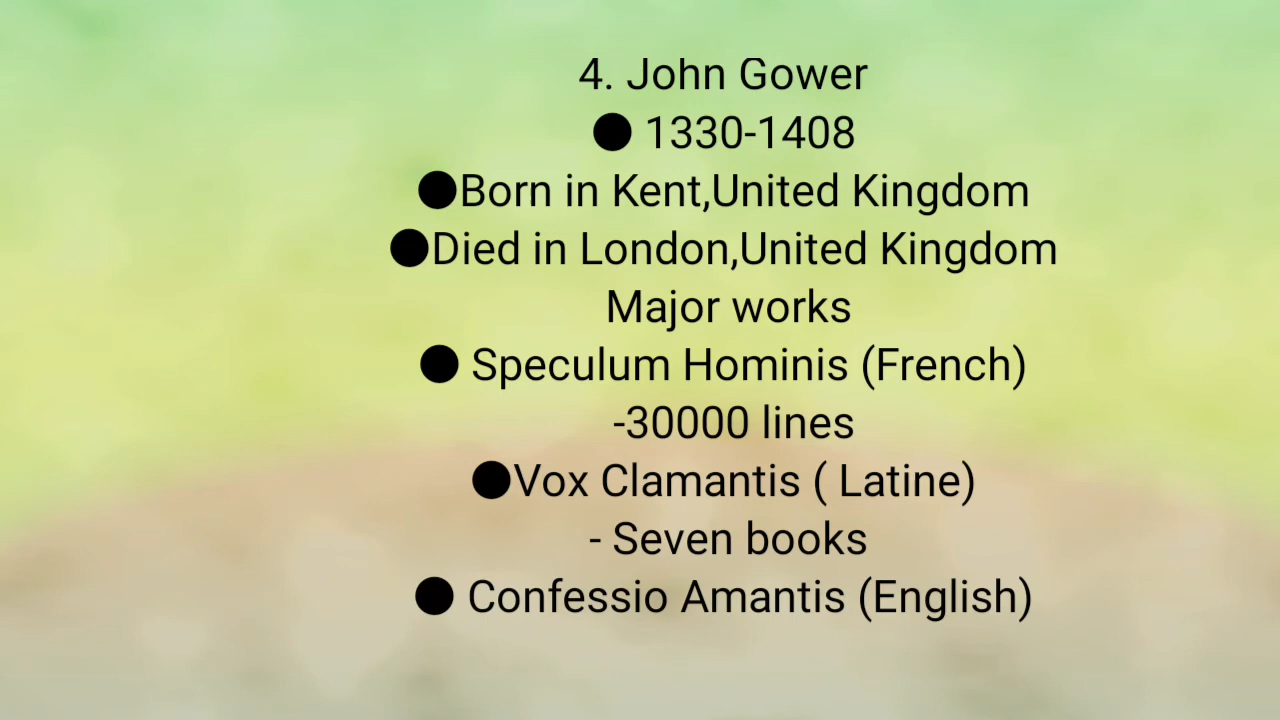 4. John Gower
● 1330-1408
●Born in Kent,United Kingdom
●Died in London,United Kingdom
Major works
● Speculum Hominis (French)
-30000 lines
●Vox Clamantis ( Latine)
- Seven books
● Confessio Amantis (English)